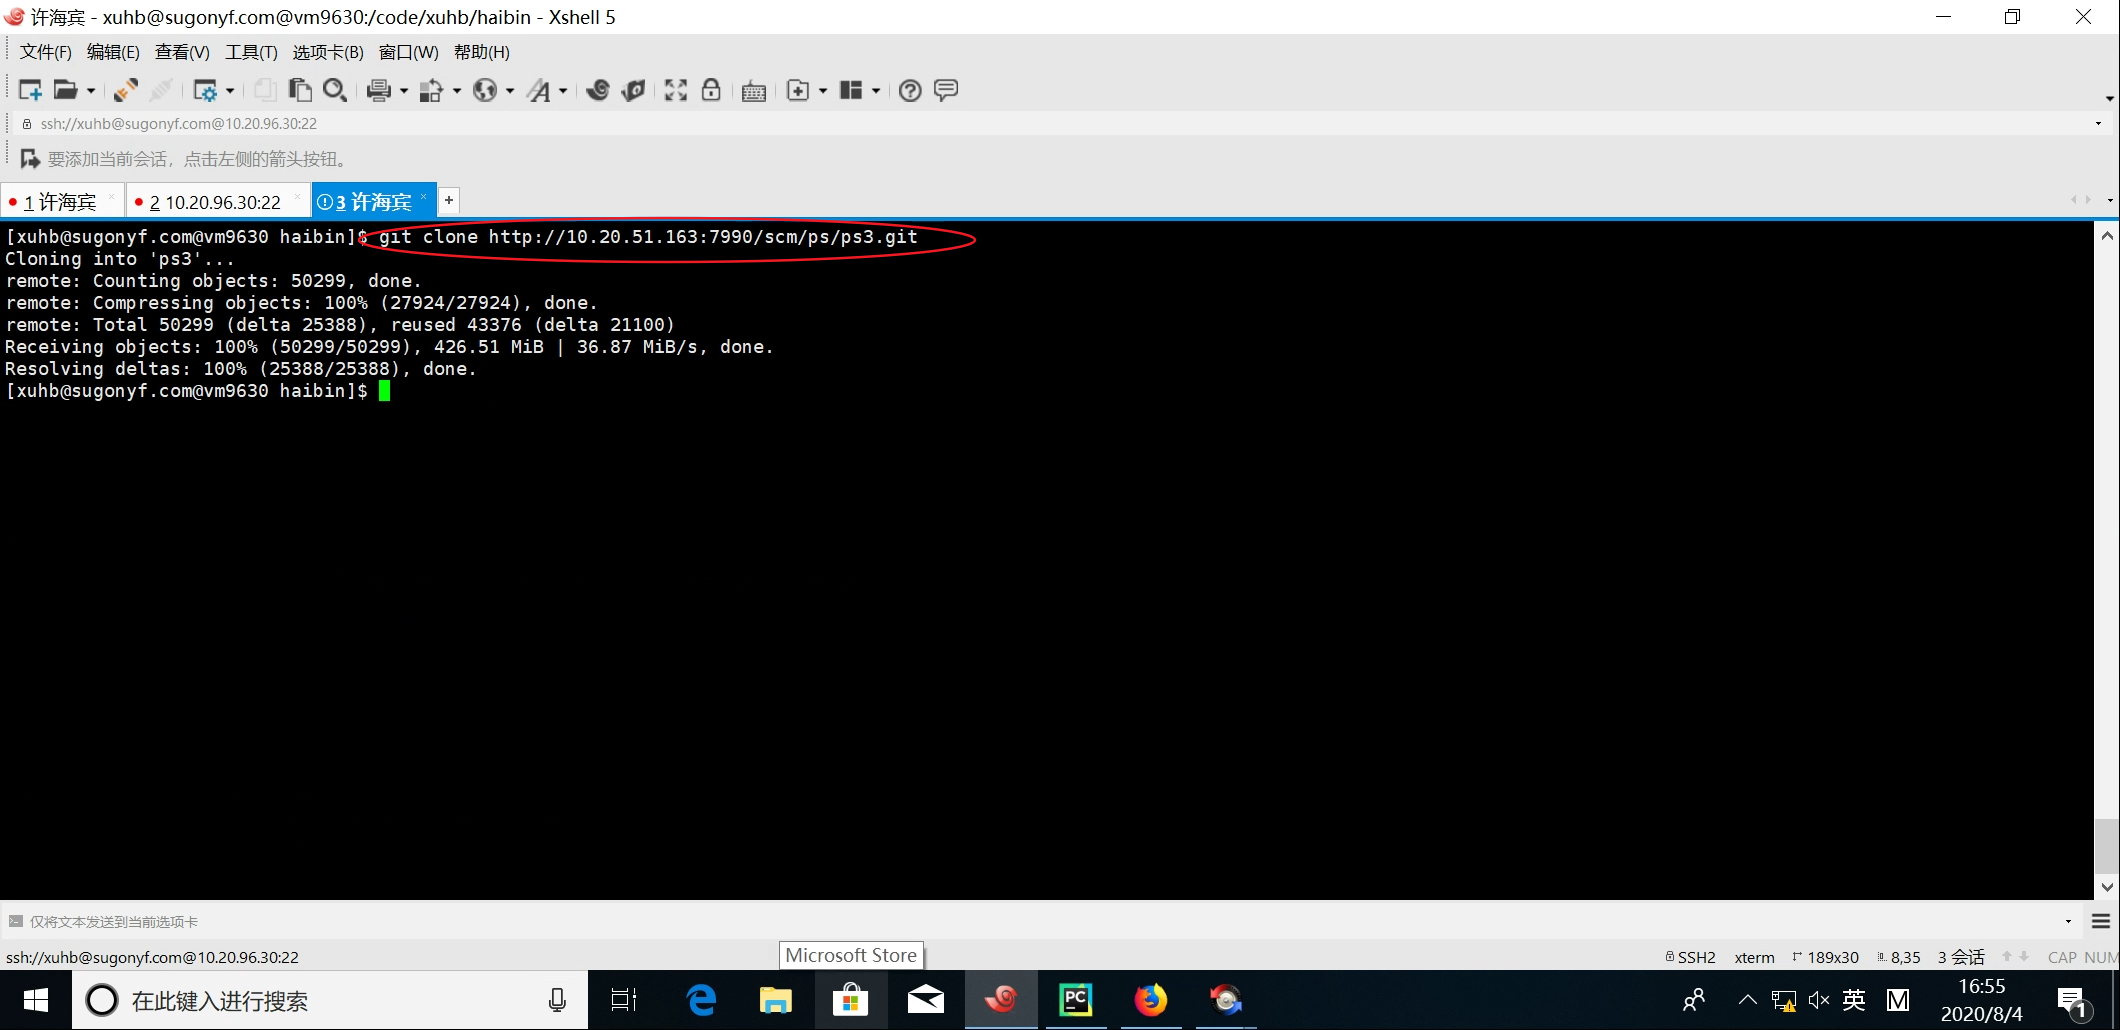 许海宾 - xuhb@sugonyf.com@vm9630:/code/xuhb/haibin - Xshell 5
文件(F) 编辑(E) 查看(V) 工具(T) 选项卡(B) 窗口(W) 帮助(H)
ssh://xuhb@sugonyf.com@10.20.96.30:22
要添加当前会话，点击左侧的箭头按钮。
1 许海宾 2 10.20.96.30:22 3 许海宾 +
[xuhb@sugonyf.com@vm9630 haibin]$ git clone http://10.20.51.163:7990/scm/ps/ps3.git
Cloning into 'ps3'...
remote: Counting objects: 50299, done.
remote: Compressing objects: 100% (27924/27924), done.
remote: Total 50299 (delta 25388), reused 43376 (delta 21100)
Receiving objects: 100% (50299/50299), 426.51 MiB | 36.87 MiB/s, done.
Resolving deltas: 100% (25388/25388), done.
[xuhb@sugonyf.com@vm9630 haibin]$
仅将文本发送到当前选项卡
ssh://xuhb@sugonyf.com@10.20.96.30:22 Microsoft Store SSH2 xterm 189x30 8,35 3 会话 CAP NUM
在此键入进行搜索 PC 英 M 16:55 1
2020/8/4